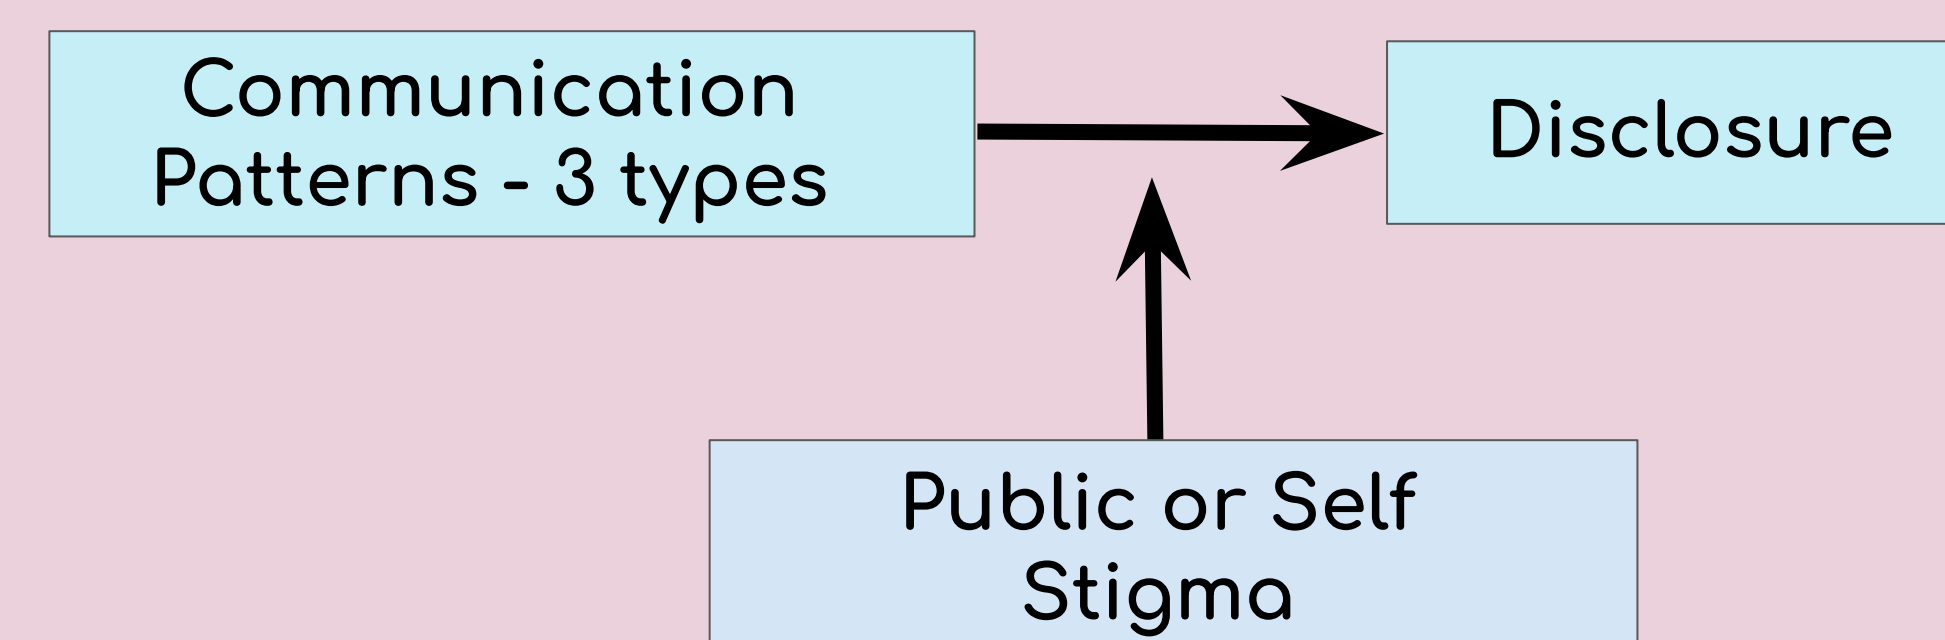 Communication
Patterns - 3 types
Disclosure
Public or Self
Stigma